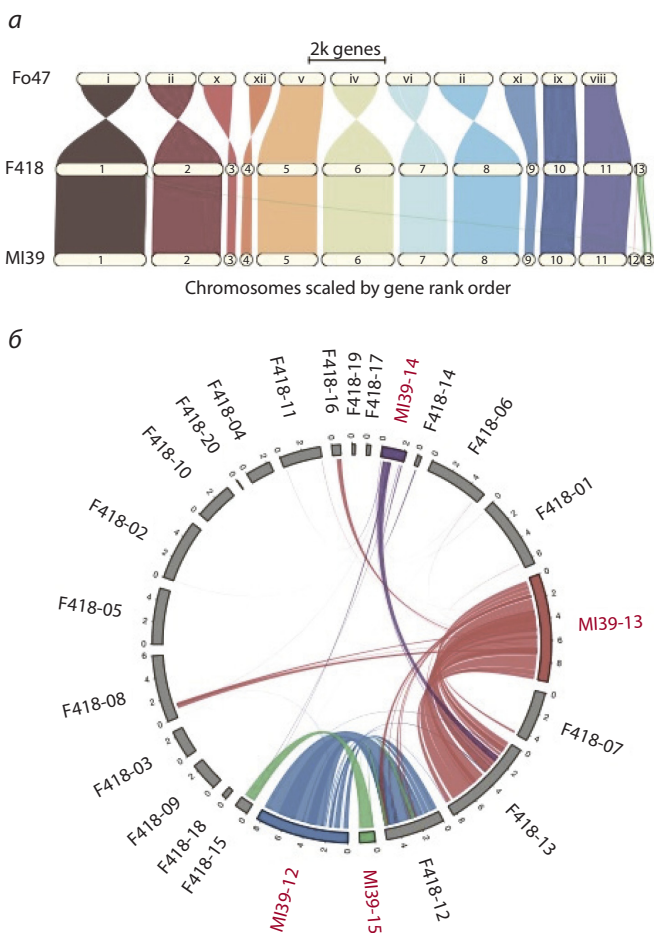 а
2k genes
Fo47 i ii x xii v iv vi ii xi ix viii
F418 1 2 3 4 5 6 7 8 9 10 11 13
MI39 1 2 3 4 5 6 7 8 9 10 11 12 13
Chromosomes scaled by gene rank order
б
F418-16
F418-19
F418-17
MI39-14
F418-14
F418-06
F418-01
MI39-13
F418-07
F418-13
F418-12
MI39-15
MI39-12
F418-15
F418-18
F418-09
F418-03
F418-08
F418-05
F418-02
F418-10
F418-20
F418-04
F418-11